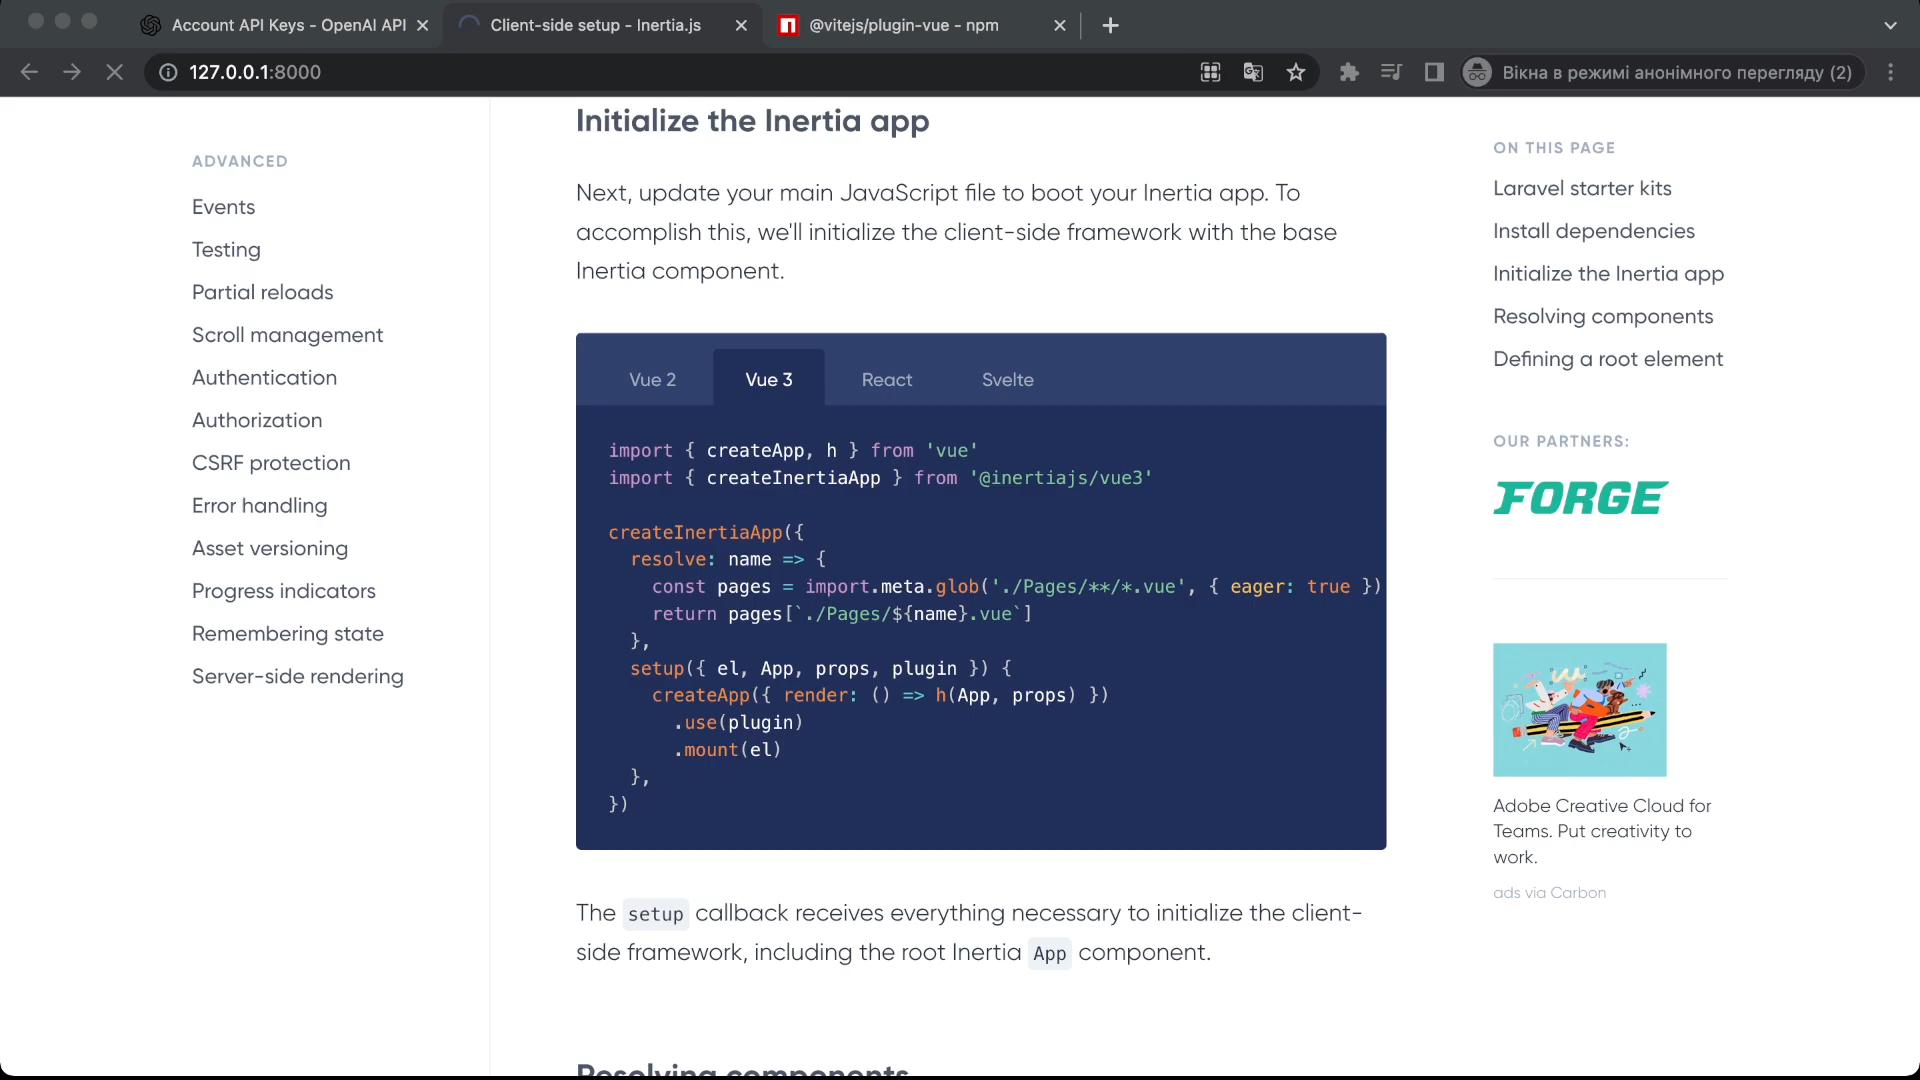 Account API Keys - OpenAI API
Client-side setup - Inertia.js
@vitejs/plugin-vue - npm
127.0.0.1:8000
Вікна в режимі анонімного перегляду (2)
ADVANCED
Events
Testing
Partial reloads
Scroll management
Authentication
Authorization
CSRF protection
Error handling
Asset versioning
Progress indicators
Remembering state
Server-side rendering
Initialize the Inertia app
Next, update your main JavaScript file to boot your Inertia app. To
accomplish this, we'll initialize the client-side framework with the base
Inertia component.
Vue 2
Vue 3
React
Svelte
import { createApp, h } from 'vue'
import { createInertiaApp } from '@inertiajs/vue3'
createInertiaApp({
  resolve: name => {
    const pages = import.meta.glob('./Pages/**/*.vue', { eager: true })
    return pages[`./Pages/${name}.vue`]
  },
  setup({ el, App, props, plugin }) {
    createApp({ render: () => h(App, props) })
      .use(plugin)
      .mount(el)
  },
})
The setup callback receives everything necessary to initialize the client-
side framework, including the root Inertia App component.
Resolving components
ON THIS PAGE
Laravel starter kits
Install dependencies
Initialize the Inertia app
Resolving components
Defining a root element
OUR PARTNERS:
FORGE
Adobe Creative Cloud for
Teams. Put creativity to
work.
ads via Carbon